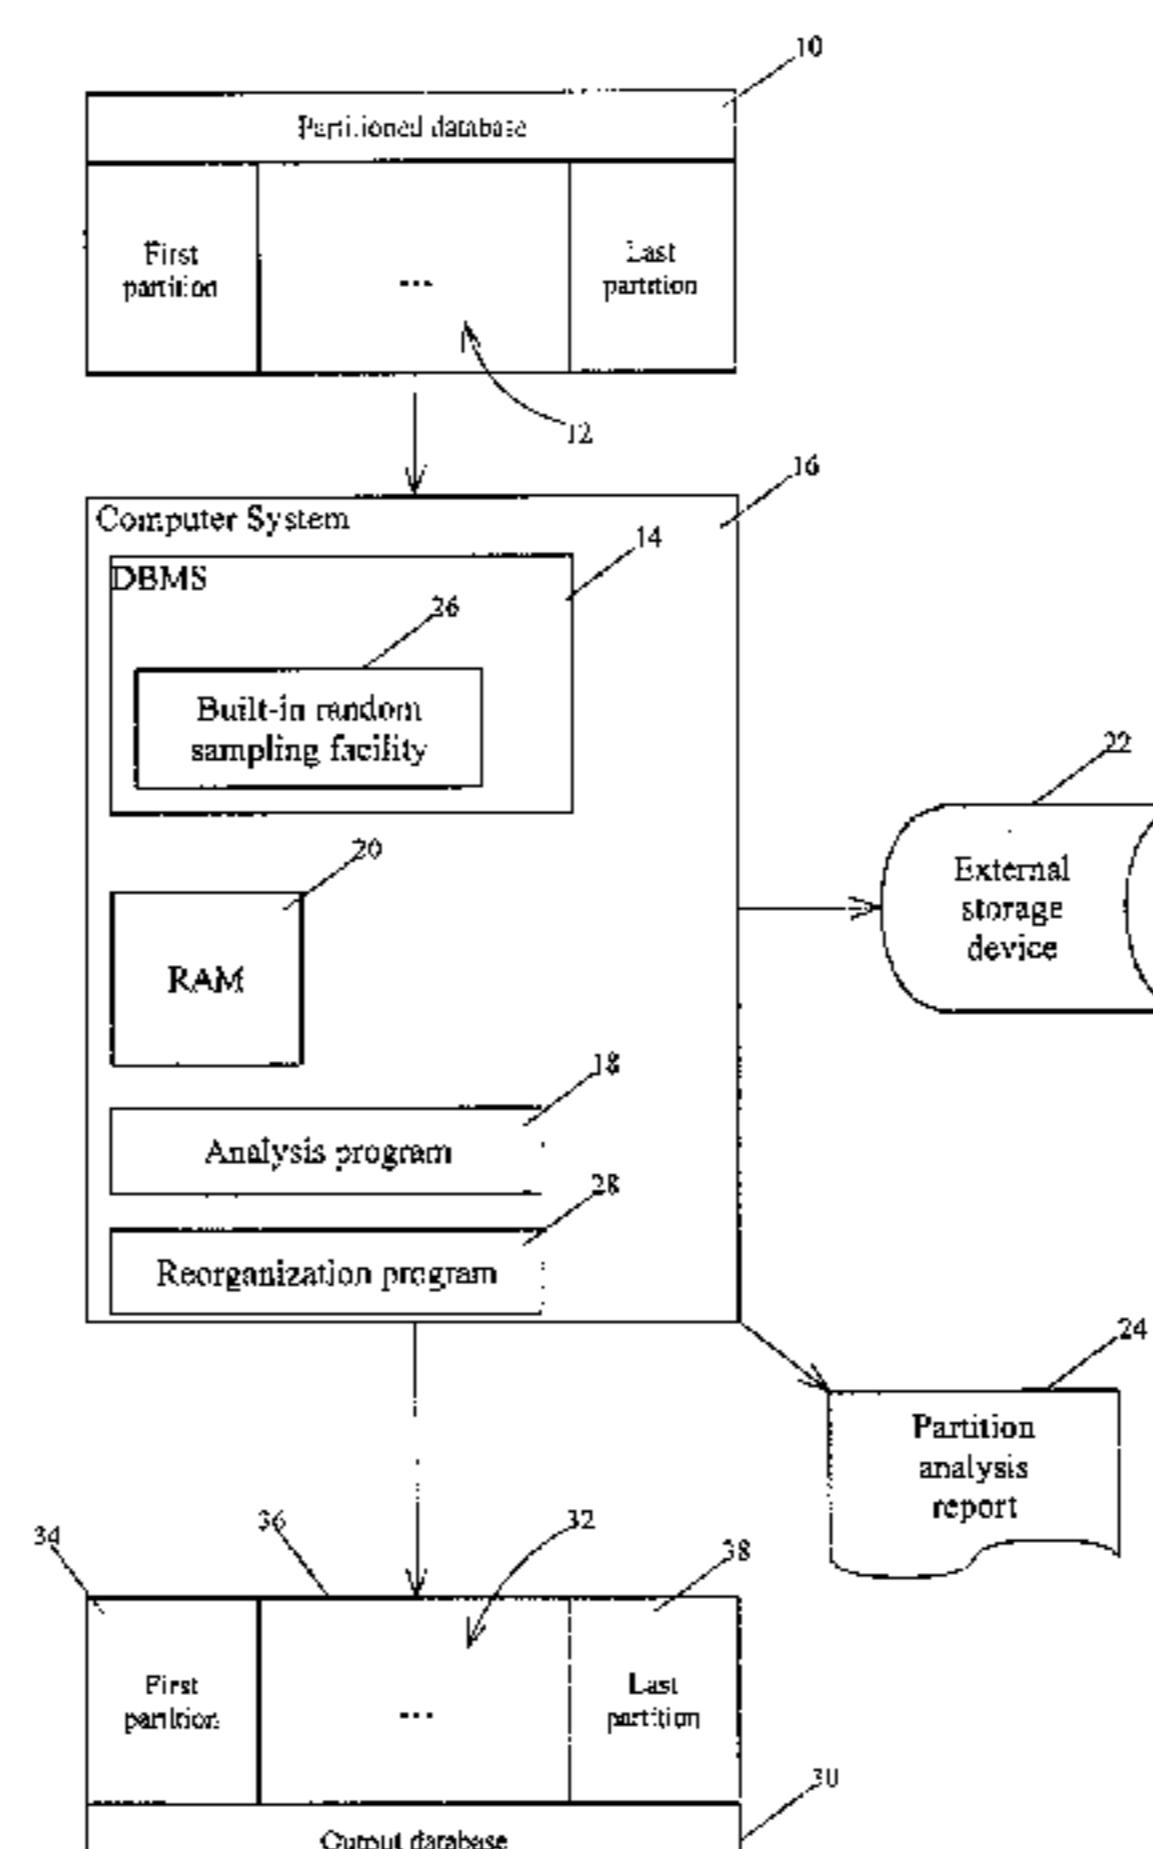 10
Partitioned database
First
partition
...
Last
partition
12
16
Computer System
14
DBMS
26
Built-in random
sampling facility
22
External
storage
device
20
RAM
18
Analysis program
28
Reorganization program
24
Partition
analysis
report
34
36
32
38
First
partition
...
Last
partition
30
Output database